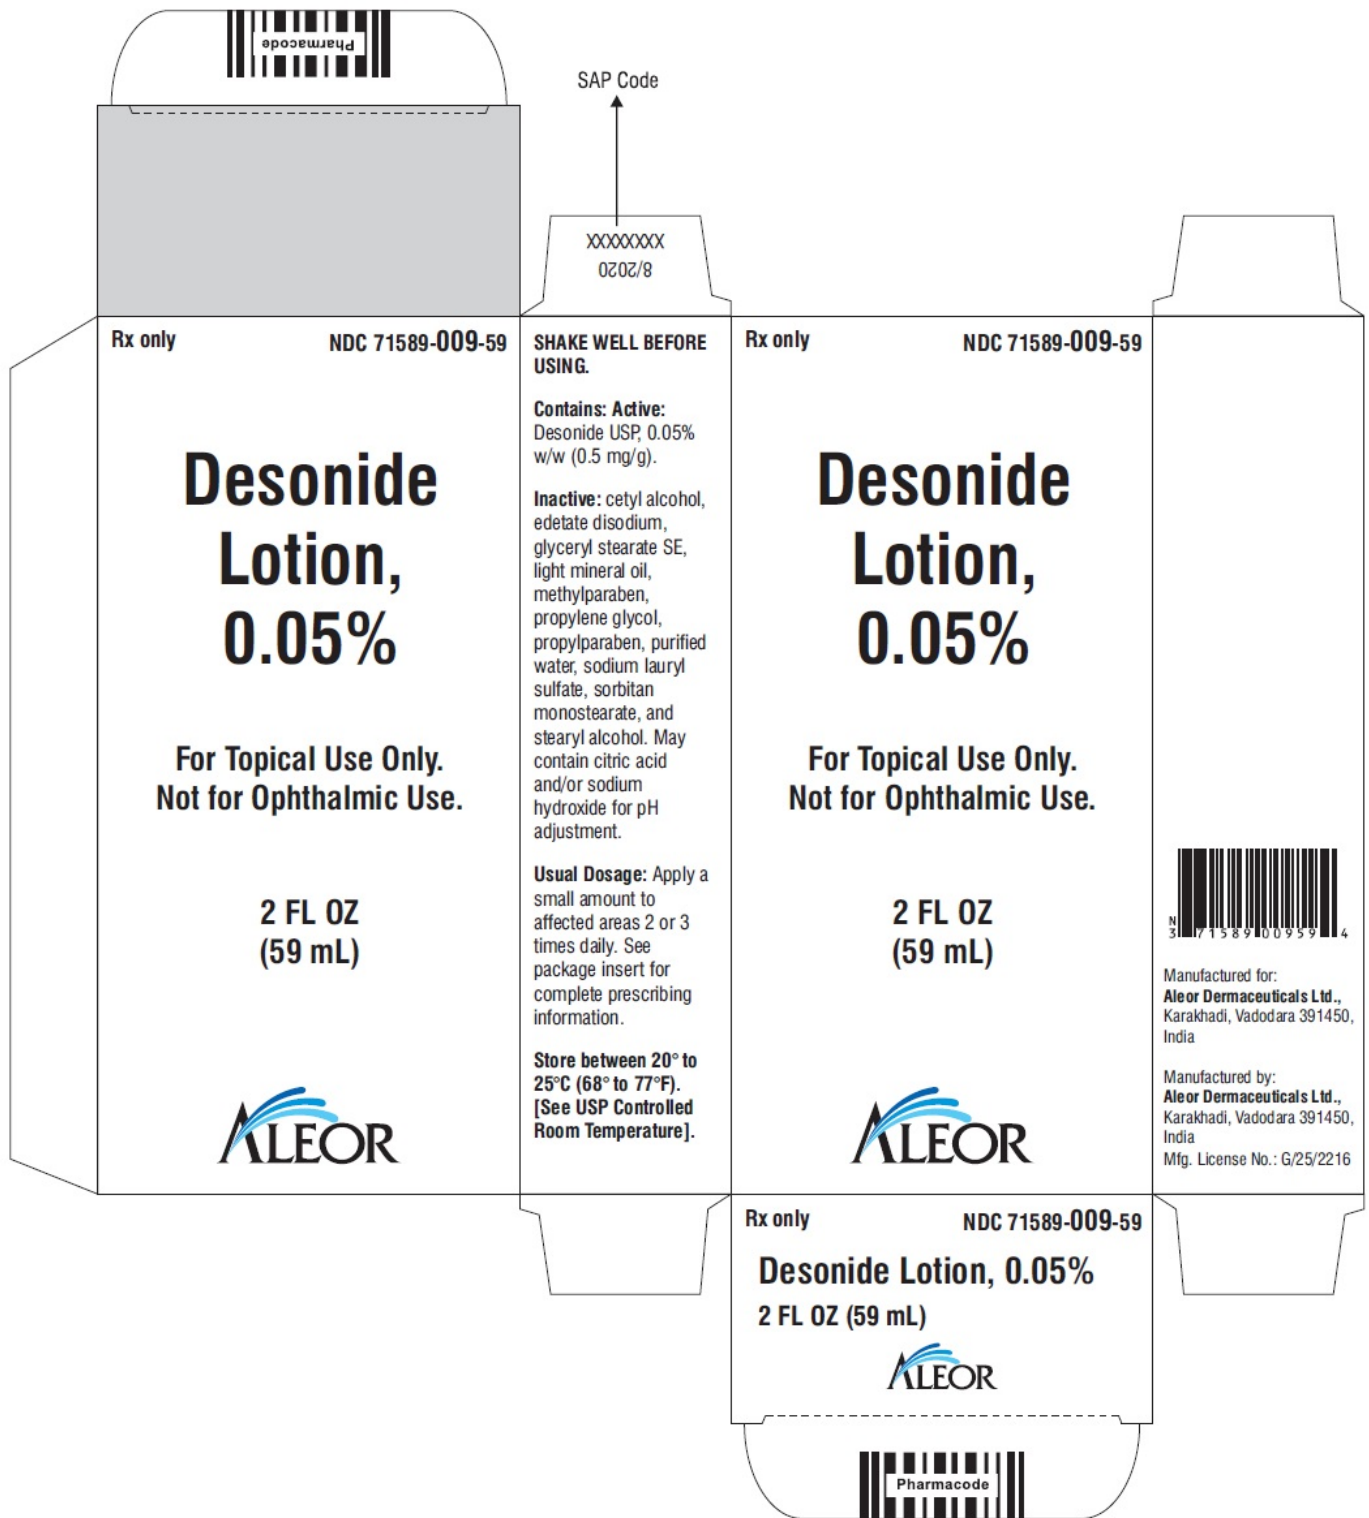 Pharmacode
SAP Code
XXXXXXXX
8/2020
Rx only
NDC 71589-009-59
Desonide
Lotion,
0.05%
For Topical Use Only.
Not for Ophthalmic Use.
2 FL OZ
(59 mL)
ALEOR
SHAKE WELL BEFORE
USING.
Contains: Active:
Desonide USP, 0.05%
w/w (0.5 mg/g).
Inactive: cetyl alcohol,
edetate disodium,
glyceryl stearate SE,
light mineral oil,
methylparaben,
propylene glycol,
propylparaben, purified
water, sodium lauryl
sulfate, sorbitan
monostearate, and
stearyl alcohol. May
contain citric acid
and/or sodium
hydroxide for pH
adjustment.
Usual Dosage: Apply a
small amount to
affected areas 2 or 3
times daily. See
package insert for
complete prescribing
information.
Store between 20° to
25°C (68° to 77°F).
[See USP Controlled
Room Temperature].
Rx only
NDC 71589-009-59
Desonide
Lotion,
0.05%
For Topical Use Only.
Not for Ophthalmic Use.
2 FL OZ
(59 mL)
ALEOR
N
3 71589 00959 4
Manufactured for:
Aleor Dermaceuticals Ltd.,
Karakhadi, Vadodara 391450,
India
Manufactured by:
Aleor Dermaceuticals Ltd.,
Karakhadi, Vadodara 391450,
India
Mfg. License No.: G/25/2216
Rx only
NDC 71589-009-59
Desonide Lotion, 0.05%
2 FL OZ (59 mL)
ALEOR
Pharmacode